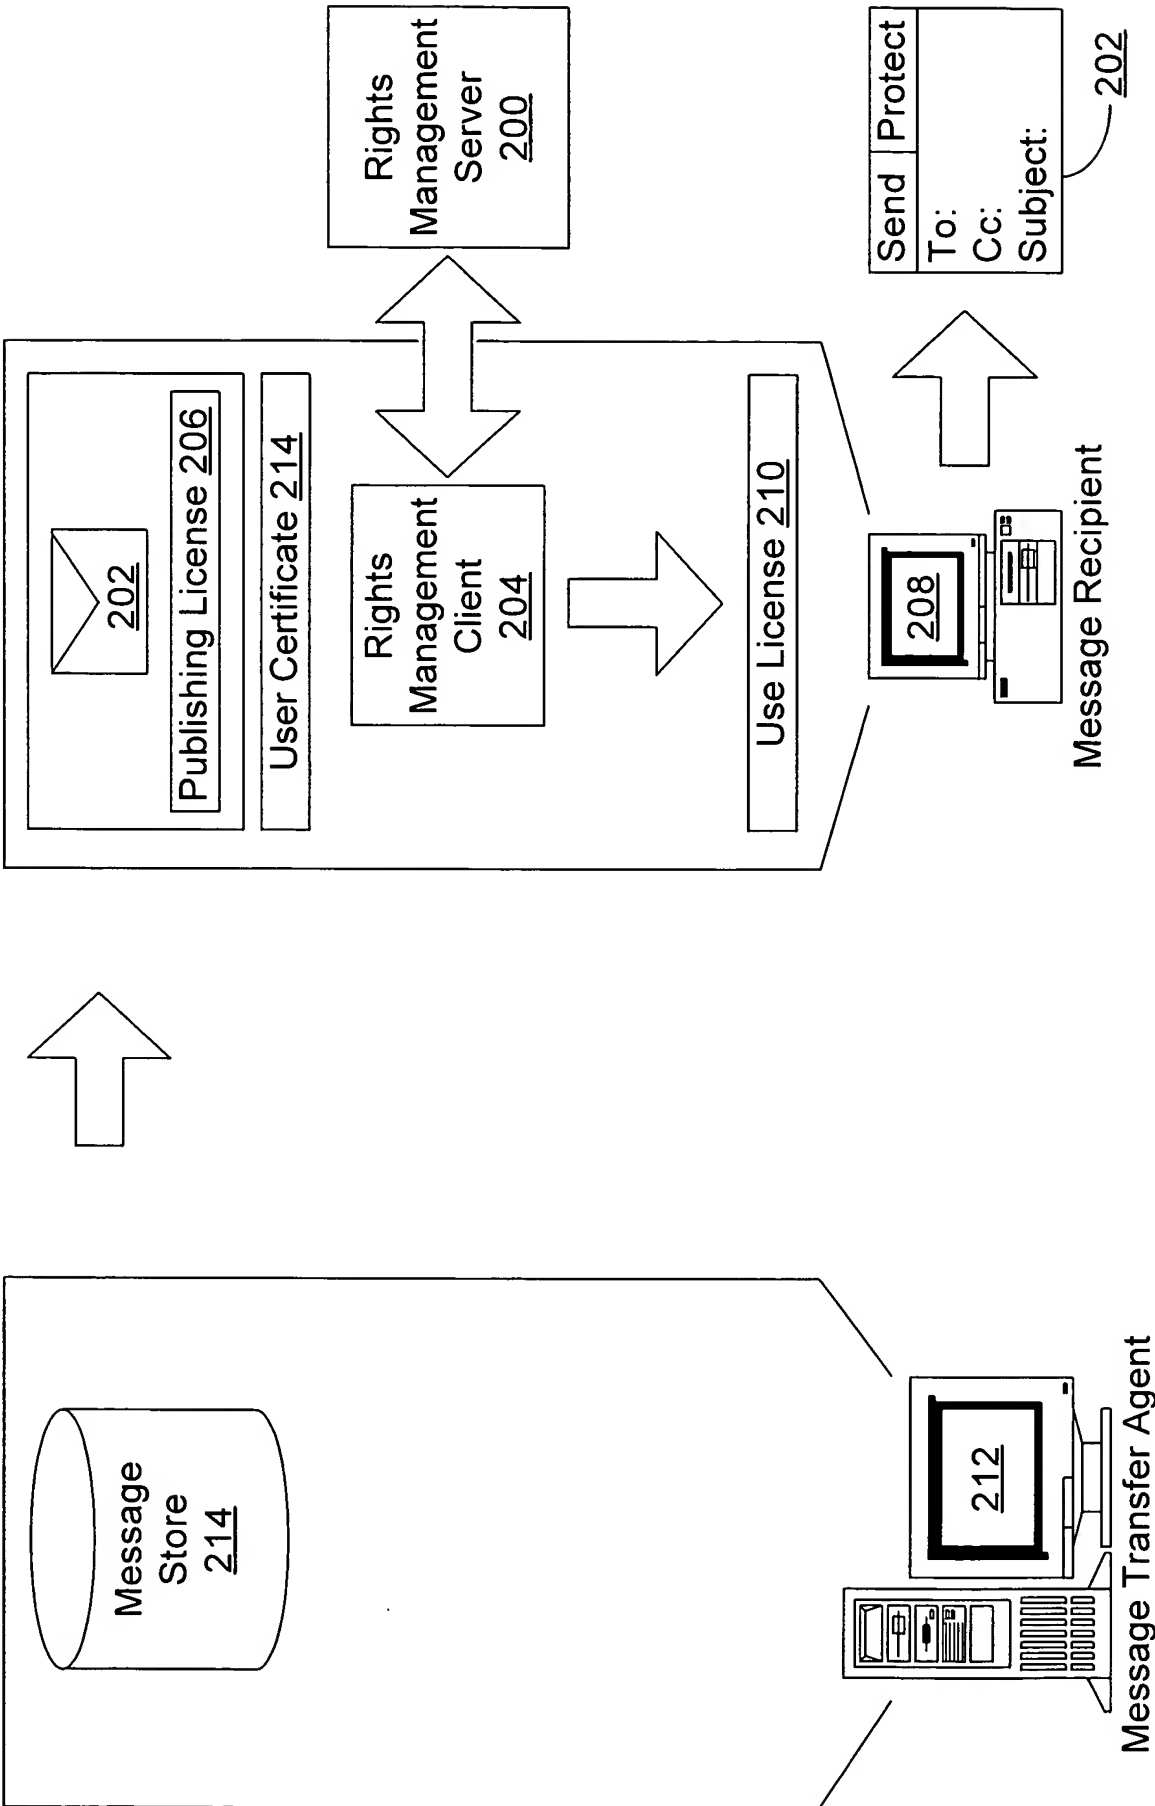 Message
Store
214
212
Message Transfer Agent
202
Publishing License 206
User Certificate 214
Rights
Management
Client
204
Use License 210
208
Message Recipient
Rights
Management
Server
200
Send Protect
To:
Cc:
Subject:
202